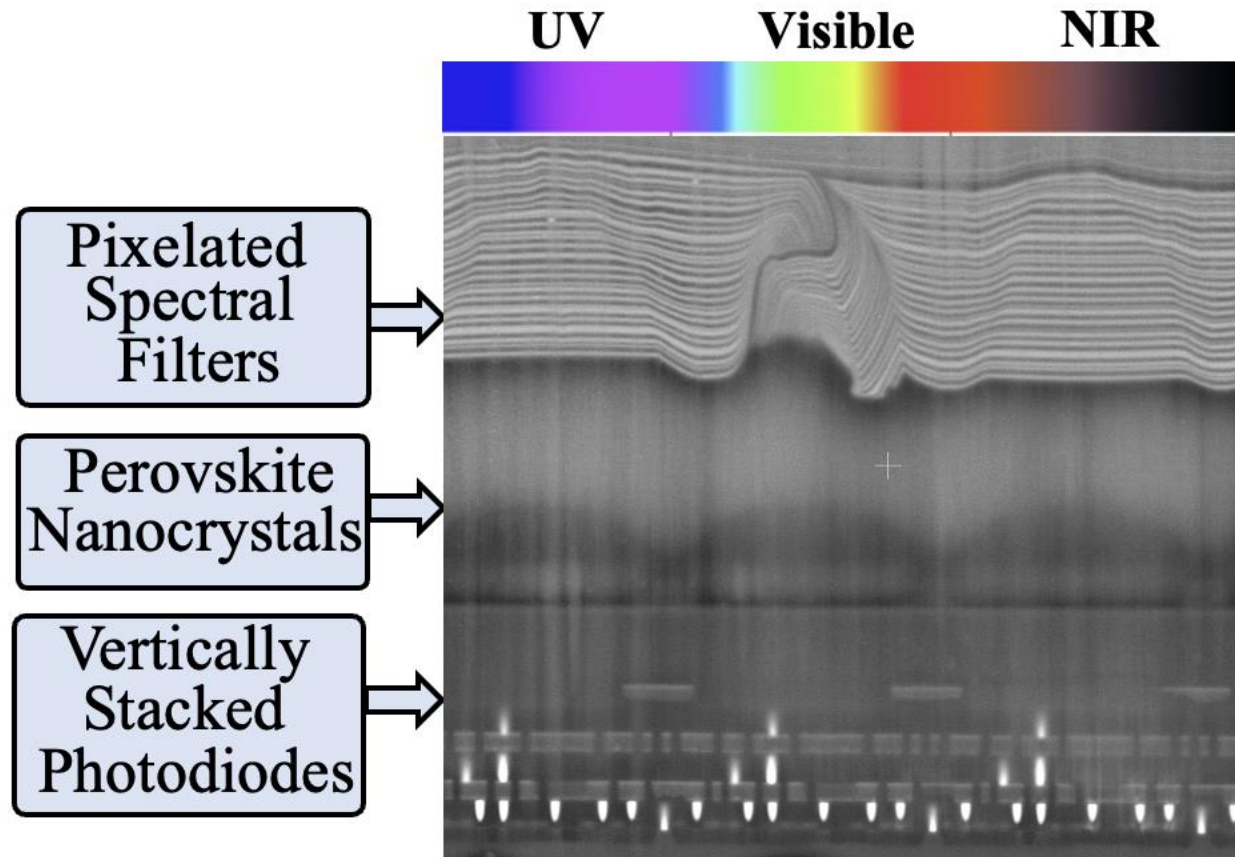 UV Visible NIR
Pixelated
Spectral
Filters
Perovskite
Nanocrystals
Vertically
Stacked
Photodiodes